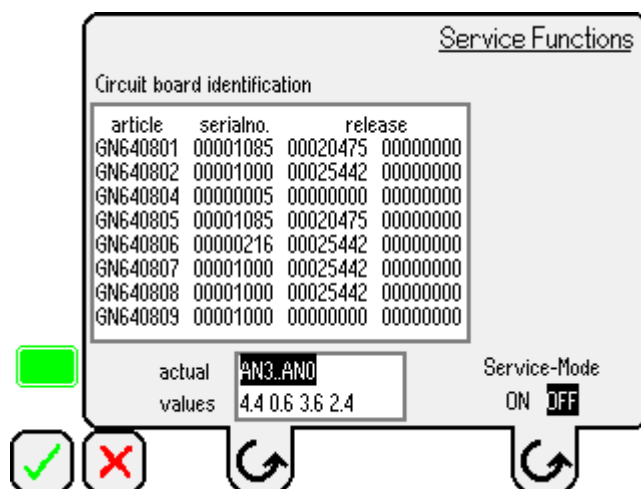 Service Functions
Circuit board identification
article serialno. release
GN640801 00001085 00020475 00000000
GN640802 00001000 00025442 00000000
GN640804 00000005 00000000 00000000
GN640805 00001085 00020475 00000000
GN640806 00000216 00025442 00000000
GN640807 00001000 00025442 00000000
GN640808 00001000 00025442 00000000
GN640809 00001000 00000000 00000000
actual AN3..AN0 Service-Mode
values 4.4 0.6 3.6 2.4 ON OFF